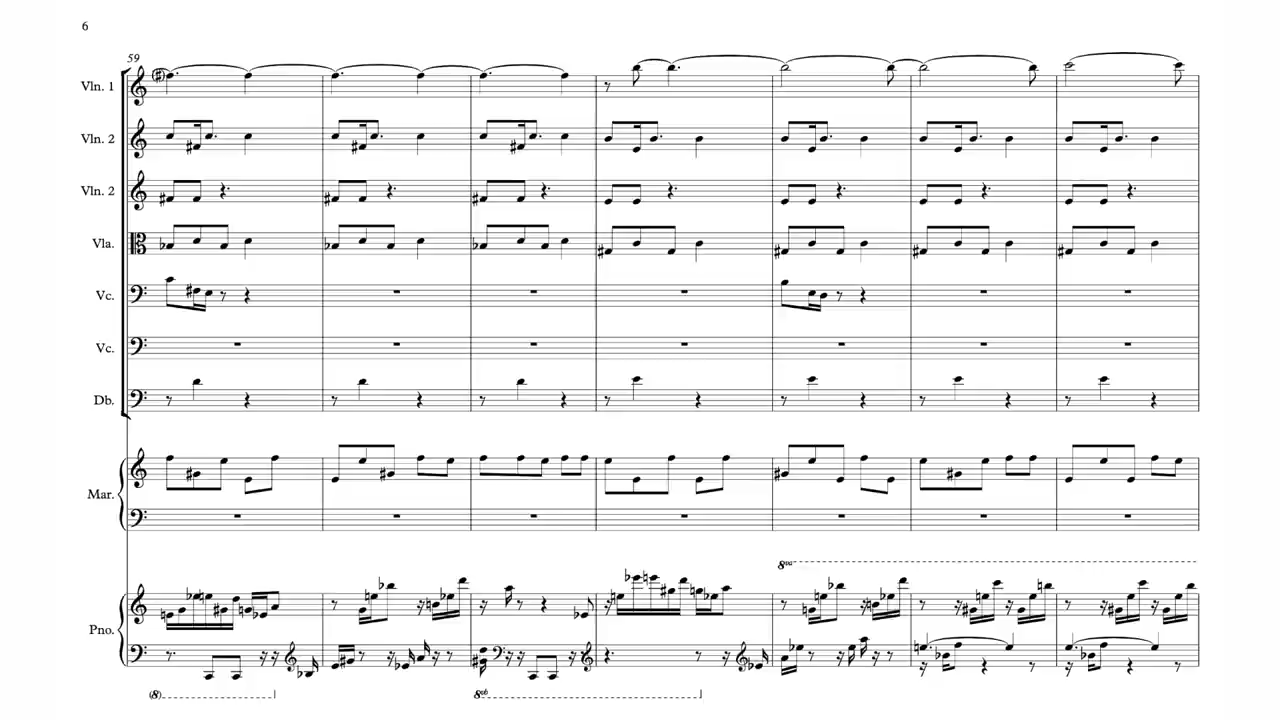 6
59
Vln. 1
Vln. 2
Vln. 2
Vla.
Vc.
Vc.
Db.
Mar.
8va
Pno.
(8)
8vb